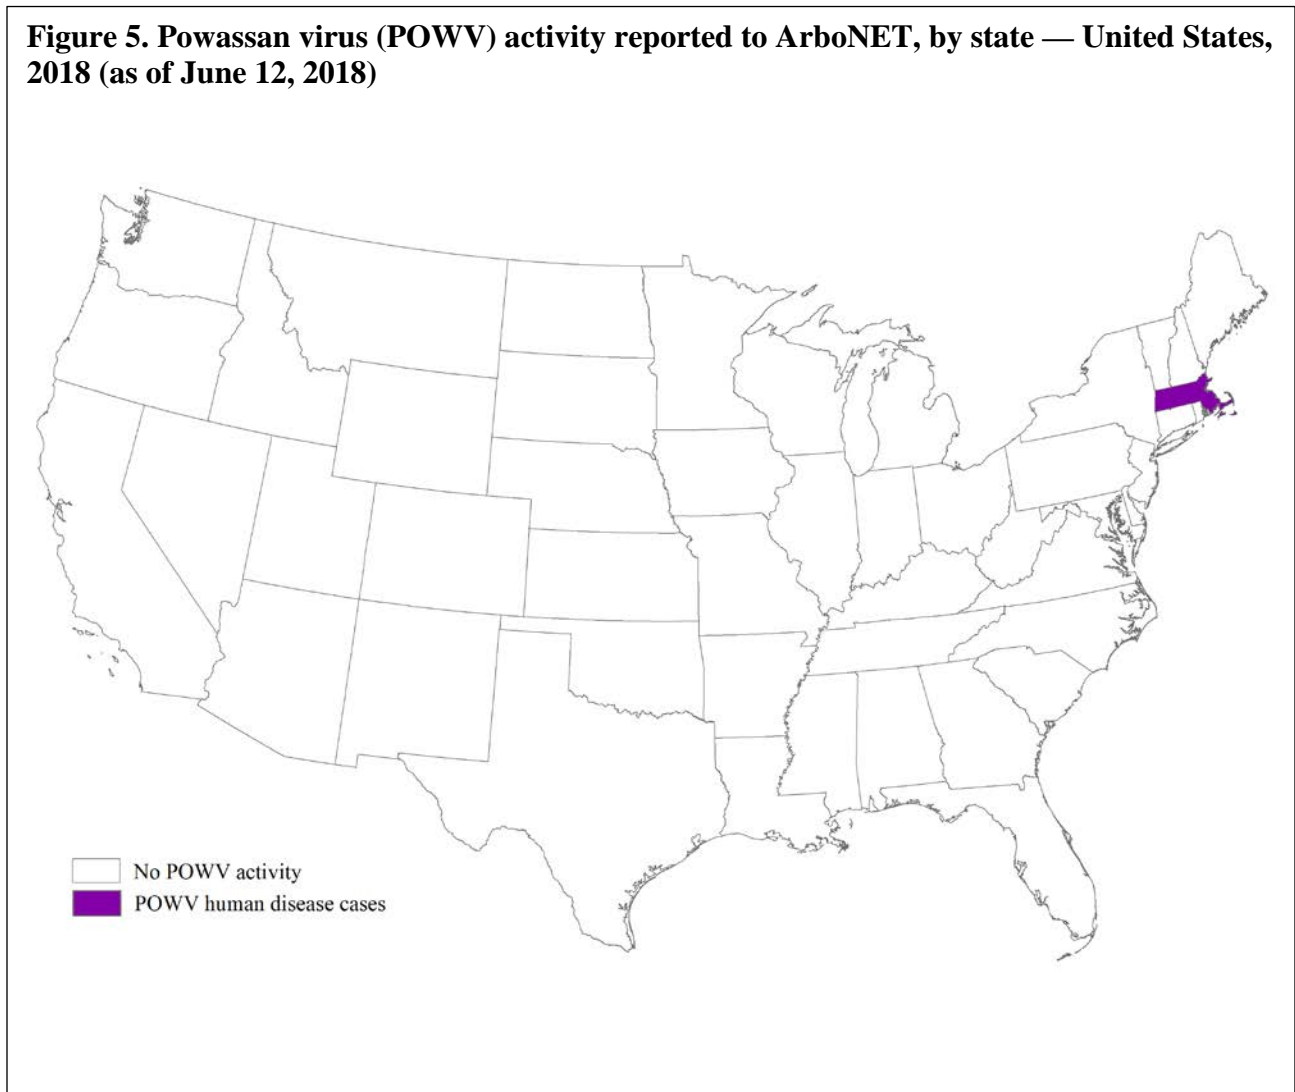 Figure 5. Powassan virus (POWV) activity reported to ArboNET, by state — United States,
2018 (as of June 12, 2018)
No POWV activity
POWV human disease cases